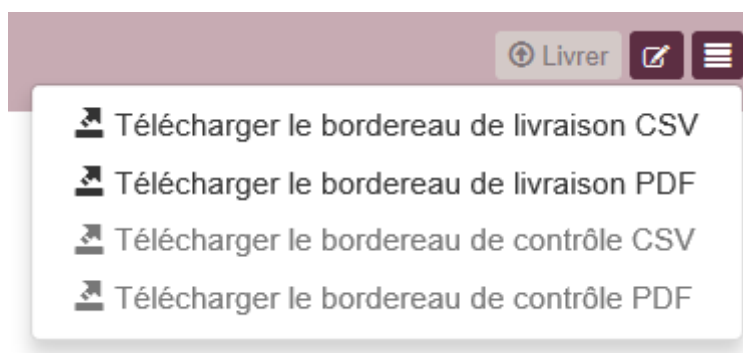 Livrer
Télécharger le bordereau de livraison CSV
Télécharger le bordereau de livraison PDF
Télécharger le bordereau de contrôle CSV
Télécharger le bordereau de contrôle PDF